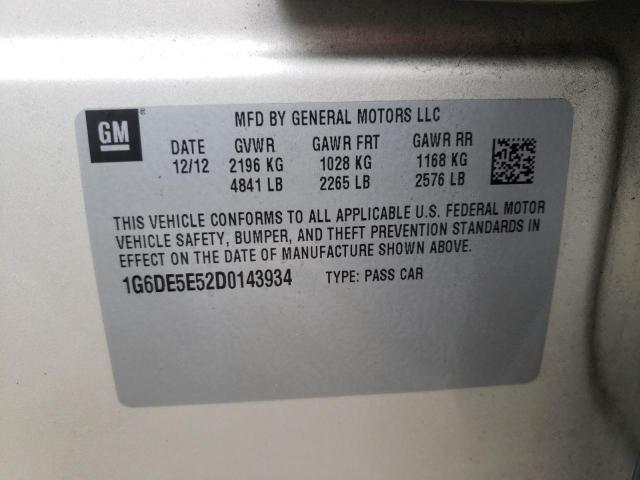 GM®
MFD BY GENERAL MOTORS LLC
DATE GVWR GAWR FRT GAWR RR
12/12 2196 KG 1028 KG 1168 KG
4841 LB 2265 LB 2576 LB
THIS VEHICLE CONFORMS TO ALL APPLICABLE U.S. FEDERAL MOTOR
VEHICLE SAFETY, BUMPER, AND THEFT PREVENTION STANDARDS IN
EFFECT ON THE DATE OF MANUFACTURE SHOWN ABOVE.
1G6DE5E52D0143934 TYPE: PASS CAR